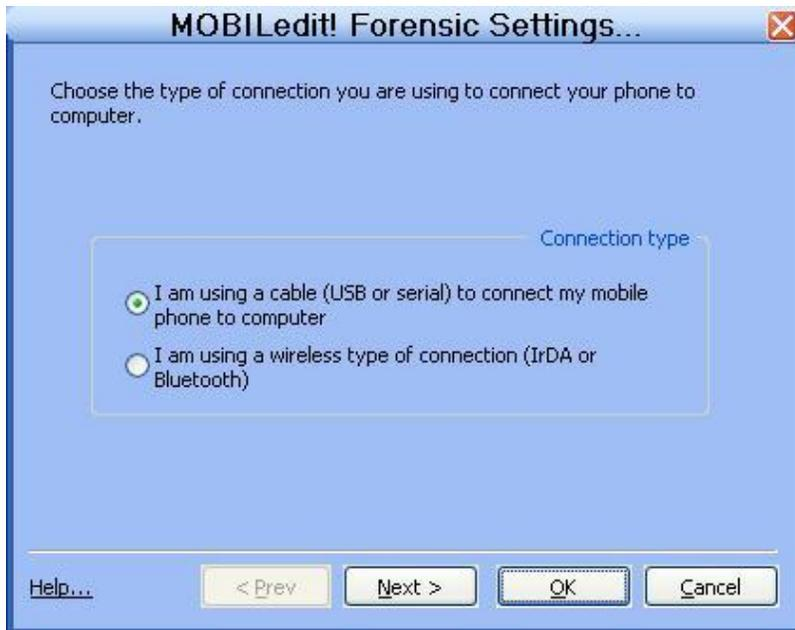 MOBILedit! Forensic Settings...
Choose the type of connection you are using to connect your phone to
computer.
Connection type
I am using a cable (USB or serial) to connect my mobile
phone to computer
I am using a wireless type of connection (IrDA or
Bluetooth)
Help...
< Prev
Next >
OK
Cancel